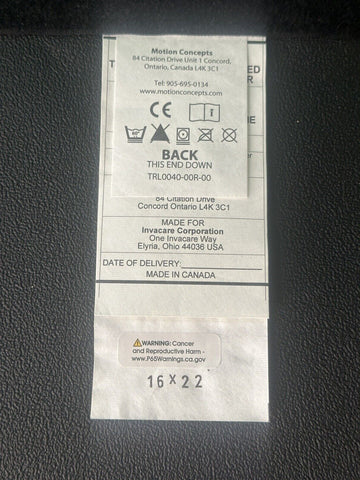 Motion Concepts
84 Citation Drive Unit 1 Concord,
Ontario, Canada L4K 3C1
Tel: 905-695-0134
www.motionconcepts.com
CE
BACK
THIS END DOWN
TRL0040-00R-00
84 Citation Drive
Concord Ontario L4K 3C1
MADE FOR
Invacare Corporation
One Invacare Way
Elyria, Ohio 44036 USA
DATE OF DELIVERY:
MADE IN CANADA
WARNING: Cancer
and Reproductive Harm -
www.P65Warnings.ca.gov
16 x 22